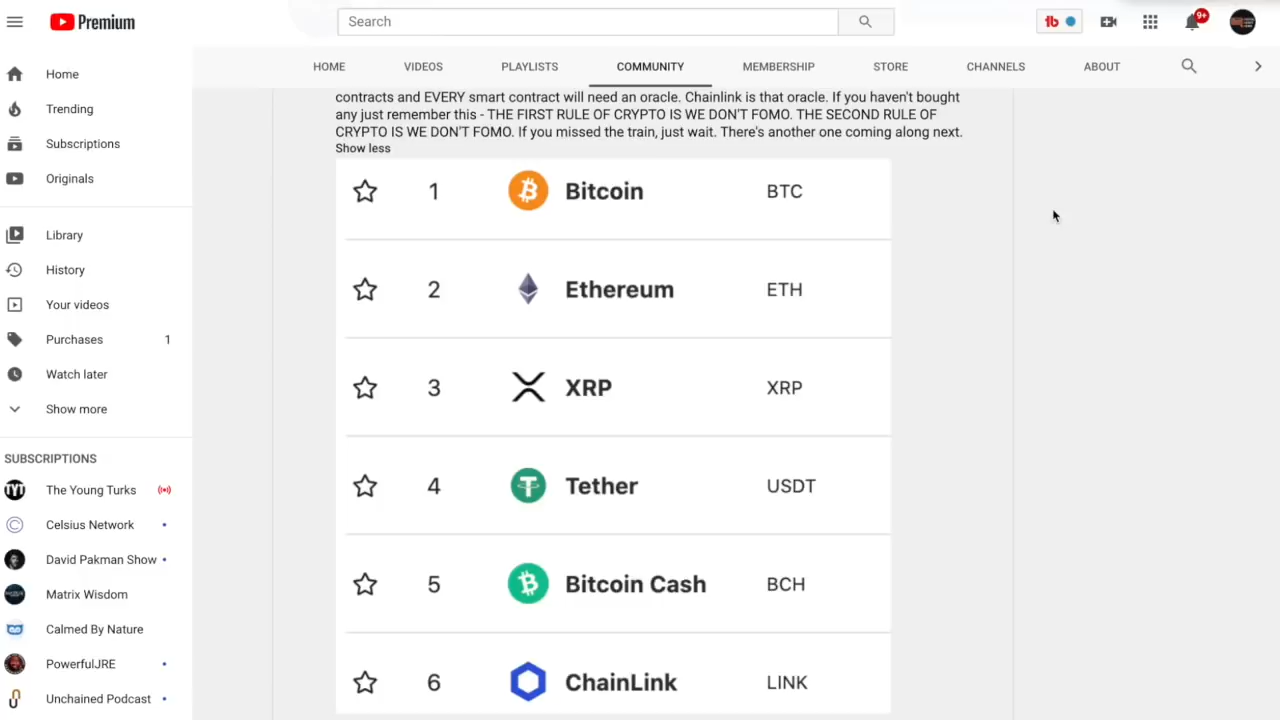 Premium
Search
tb
9+
HOME VIDEOS PLAYLISTS COMMUNITY MEMBERSHIP STORE CHANNELS ABOUT
Home
Trending
Subscriptions
Originals
Library
History
Your videos
Purchases 1
Watch later
Show more
SUBSCRIPTIONS
TYT The Young Turks
Celsius Network
David Pakman Show
Matrix Wisdom
Calmed By Nature
PowerfulJRE
Unchained Podcast
contracts and EVERY smart contract will need an oracle. Chainlink is that oracle. If you haven't bought
any just remember this - THE FIRST RULE OF CRYPTO IS WE DON'T FOMO. THE SECOND RULE OF
CRYPTO IS WE DON'T FOMO. If you missed the train, just wait. There's another one coming along next.
Show less
1 Bitcoin BTC
2 Ethereum ETH
3 XRP XRP
4 Tether USDT
5 Bitcoin Cash BCH
6 ChainLink LINK